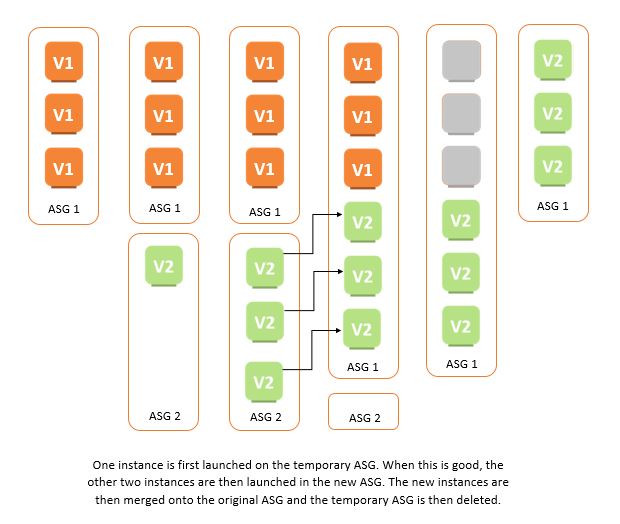 V1 V1 V1 V1 V2
V1 V1 V1 V1 V2
V1 V1 V1 V1 V2
ASG 1 ASG 1 ASG 1 ASG 1
V2 V2
V2 V2 V2 V2
V2 V2 V2
V2
ASG 1 ASG 1
ASG 2 ASG 2 ASG 2
One instance is first launched on the temporary ASG. When this is good, the
other two instances are then launched in the new ASG. The new instances are
then merged onto the original ASG and the temporary ASG is then deleted.